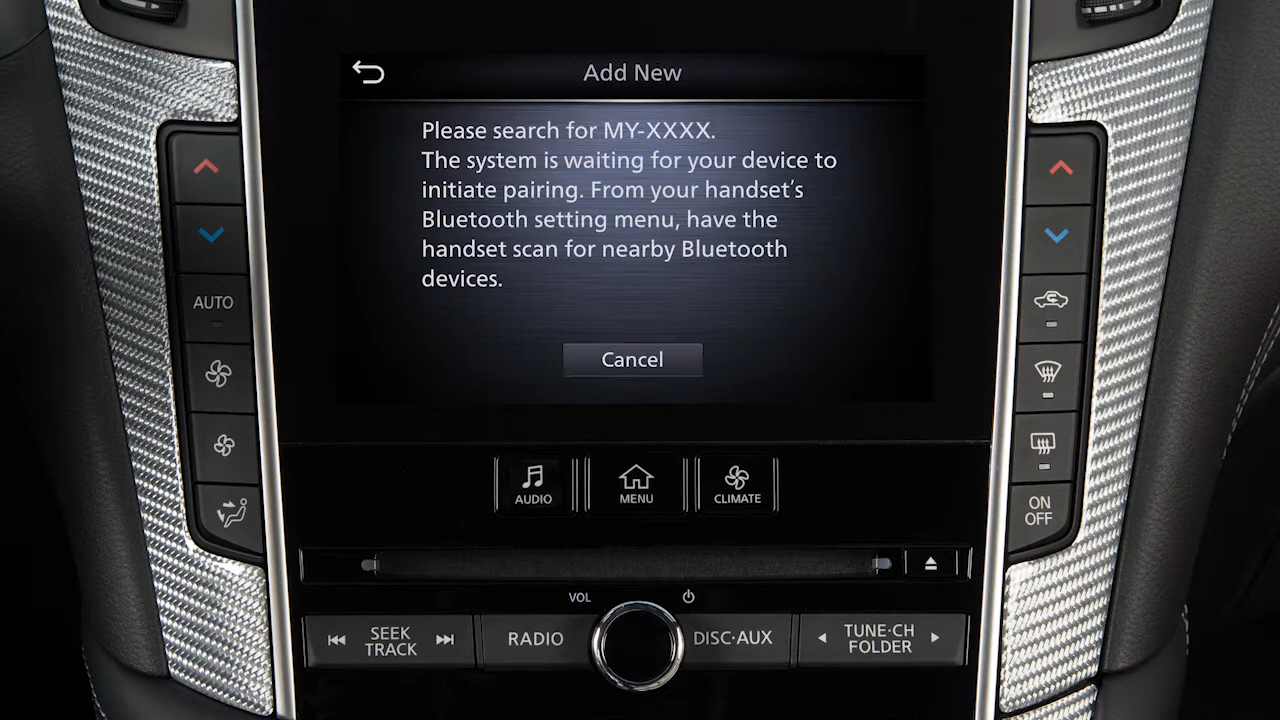 Add New
Please search for MY-XXXX.
The system is waiting for your device to
initiate pairing. From your handset's
Bluetooth setting menu, have the
handset scan for nearby Bluetooth
devices.
Cancel
AUTO
AUDIO
MENU
CLIMATE
ON
OFF
VOL
SEEK
TRACK
RADIO
DISC·AUX
TUNE·CH
FOLDER